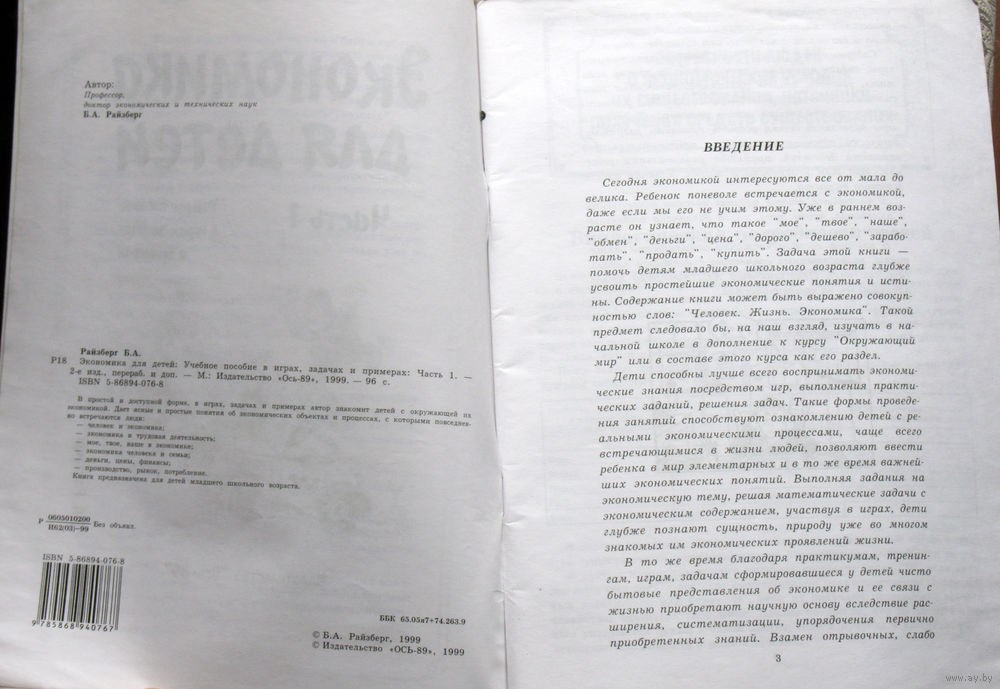 Автор:
Профессор,
доктор экономических и технических наук
Б.А. Райзберг
Райзберг Б.А.
Р18 Экономика для детей: Учебное пособие в играх, задачах и примерах: Часть 1. —
2-е изд., перераб. и доп. — М.: Издательство «Ось-89», 1999. — 96 с.
ISBN 5-86894-076-8
В простой и доступной форме, в играх, задачах и примерах автор знакомит детей с окружающей их
экономикой. Дает ясные и простые понятия об экономических объектах и процессах, с которыми повседнев-
но встречаются люди:
— человек и экономика;
— экономика и трудовая деятельность;
— мое, твое, наше в экономике;
— экономика человека и семьи;
— деньги, цены, финансы;
— производство, рынок, потребление.
Книга предназначена для детей младшего школьного возраста.
Р 0605010200 Без объявл.
И62(03)—99
ISBN 5-86894-076-8
9 785868 940767
ББК 65.05я7+74.263.9
© Б.А. Райзберг, 1999
© Издательство «ОСЬ-89», 1999
ЭКОНОМИКА
ДЛЯ ДЕТЕЙ
Часть 1
ВВЕДЕНИЕ
Сегодня экономикой интересуются все от мала до
велика. Ребенок поневоле встречается с экономикой,
даже если мы его не учим этому. Уже в раннем воз-
расте он узнает, что такое "мое", "твое", "наше",
"обмен", "деньги", "цена", "дорого", "дешево", "зарабо-
тать", "продать", "купить". Задача этой книги —
помочь детям младшего школьного возраста глубже
усвоить простейшие экономические понятия и исти-
ны. Содержание книги может быть выражено совокуп-
ностью слов: "Человек. Жизнь. Экономика". Такой
предмет следовало бы, на наш взгляд, изучать в на-
чальной школе в дополнение к курсу "Окружающий
мир" или в составе этого курса как его раздел.
Дети способны лучше всего воспринимать экономи-
ческие знания посредством игр, выполнения практи-
ческих заданий, решения задач. Такие формы проведе-
ния занятий способствуют ознакомлению детей с ре-
альными экономическими процессами, чаще всего
встречающимися в жизни людей, позволяют ввести
ребенка в мир элементарных и в то же время важней-
ших экономических понятий. Выполняя задания на
экономическую тему, решая математические задачи с
экономическим содержанием, участвуя в играх, дети
глубже познают сущность, природу уже во многом
знакомых им экономических проявлений жизни.
В то же время благодаря практикумам, тренин-
гам, играм, задачам сформировавшиеся у детей чисто
бытовые представления об экономике и ее связи с
жизнью приобретают научную основу вследствие рас-
ширения, систематизации, упорядочения первично
приобретенных знаний. Взамен отрывочных, слабо
3
www.ay.by